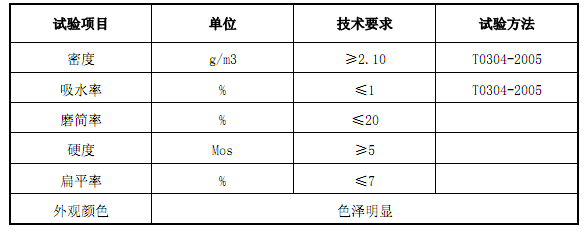 试验项目 单位 技术要求 试验方法
密度 g/m3 ≥2.10 T0304-2005
吸水率 % ≤1 T0304-2005
磨简率 % ≤20
硬度 Mos ≥5
扁平率 % ≤7
外观颜色 色泽明显